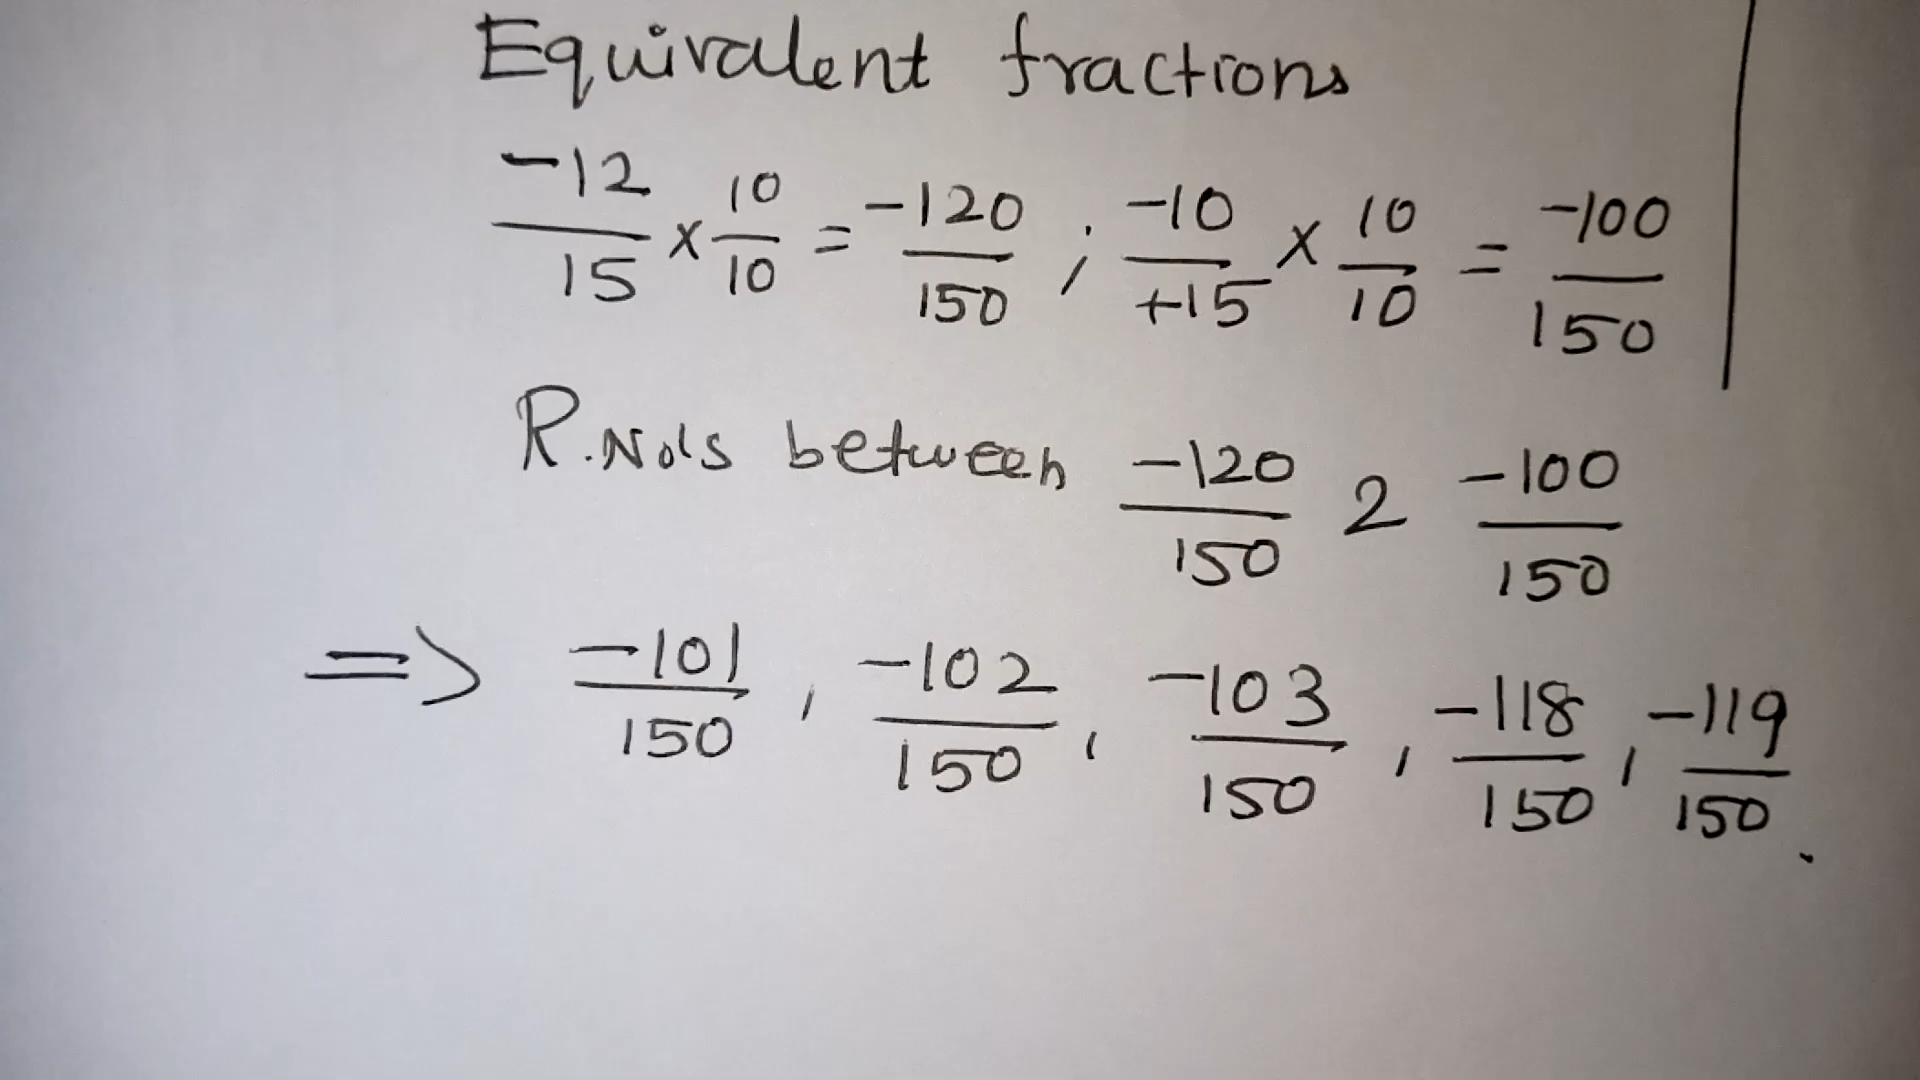 Equivalent fractions
-12/15 x 10/10 = -120/150 ; -10/+15 x 10/10 = -100/150
R.No's between -120/150 2 -100/150
=> -101/150 , -102/150 , -103/150 , -118/150 , -119/150 .